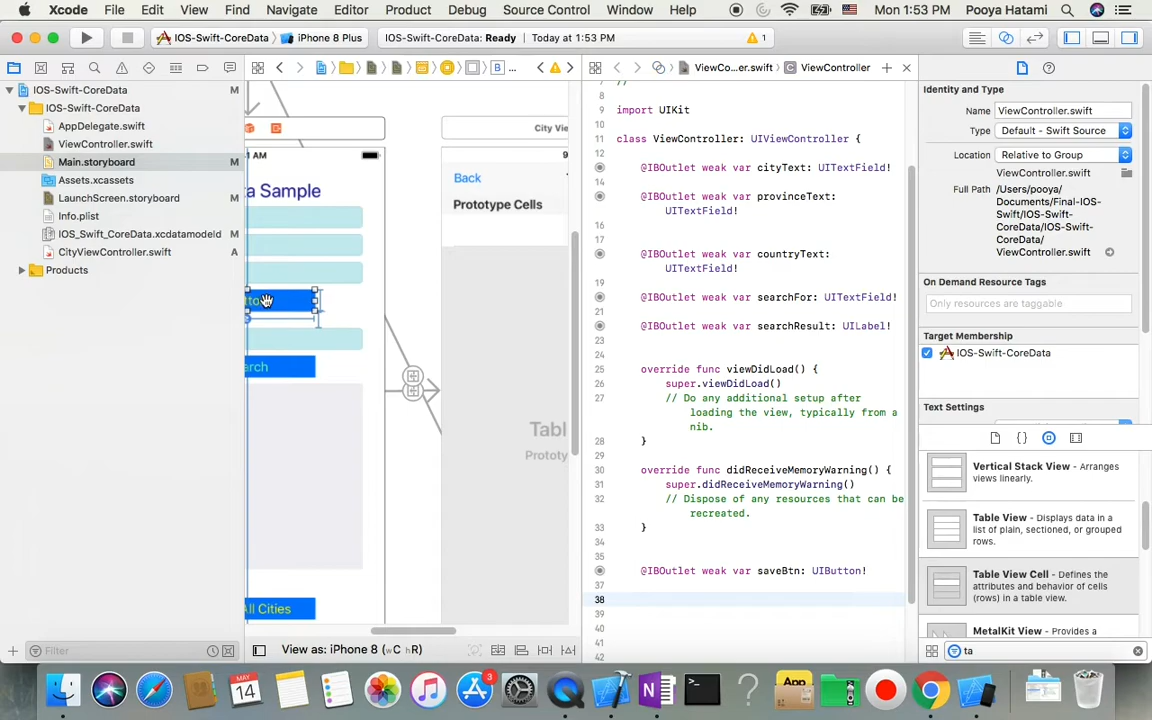 Xcode File Edit View Find Navigate Editor Product Debug Source Control Window Help Mon 1:53 PM Pooya Hatami
IOS-Swift-CoreData iPhone 8 Plus IOS-Swift-CoreData: Ready Today at 1:53 PM 1
B ... ViewCo...er.swift ViewController
IOS-Swift-CoreData M
IOS-Swift-CoreData
AppDelegate.swift
ViewController.swift M
Main.storyboard M
Assets.xcassets
LaunchScreen.storyboard M
Info.plist
IOS_Swift_CoreData.xcdatamodeld M
CityViewController.swift A
Products
Filter
City Vie
1 AM 9
Back
a Sample
Prototype Cells
erch
Tabl
Prototy
All Cities
View as: iPhone 8 (wC hR)
7 //
8
9 import UIKit
10
11 class ViewController: UIViewController {
12
@IBOutlet weak var cityText: UITextField!
14
@IBOutlet weak var provinceText:
UITextField!
16
17
@IBOutlet weak var countryText:
UITextField!
19
@IBOutlet weak var searchFor: UITextField!
21
@IBOutlet weak var searchResult: UILabel!
23
24
25 override func viewDidLoad() {
26 super.viewDidLoad()
27 // Do any additional setup after
loading the view, typically from a
nib.
28 }
29
30 override func didReceiveMemoryWarning() {
31 super.didReceiveMemoryWarning()
32 // Dispose of any resources that can be
recreated.
33 }
34
35
@IBOutlet weak var saveBtn: UIButton!
37
38
39
40
41
42
Identity and Type
Name ViewController.swift
Type Default - Swift Source
Location Relative to Group
ViewController.swift
Full Path /Users/pooya/
Documents/Final-IOS-
Swift/IOS-Swift-
CoreData/IOS-Swift-
CoreData/
ViewController.swift
On Demand Resource Tags
Only resources are taggable
Target Membership
IOS-Swift-CoreData
Text Settings
Vertical Stack View - Arranges
views linearly.
Table View - Displays data in a
list of plain, sectioned, or grouped
rows.
Table View Cell - Defines the
attributes and behavior of cells
(rows) in a table view.
MetalKit View - Provides a
ta
MAY
14
3
App